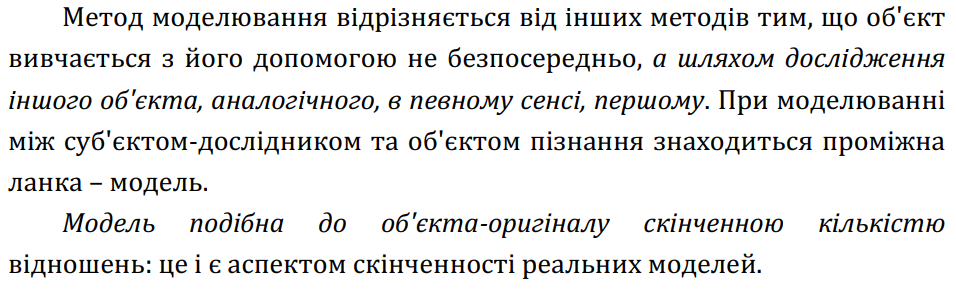 Метод моделювання відрізняється від інших методів тим, що об'єкт
вивчається з його допомогою не безпосередньо, а шляхом дослідження
іншого об'єкта, аналогічного, в певному сенсі, першому. При моделюванні
між суб'єктом-дослідником та об'єктом пізнання знаходиться проміжна
ланка – модель.
Модель подібна до об'єкта-оригіналу скінченною кількістю
відношень: це і є аспектом скінченності реальних моделей.